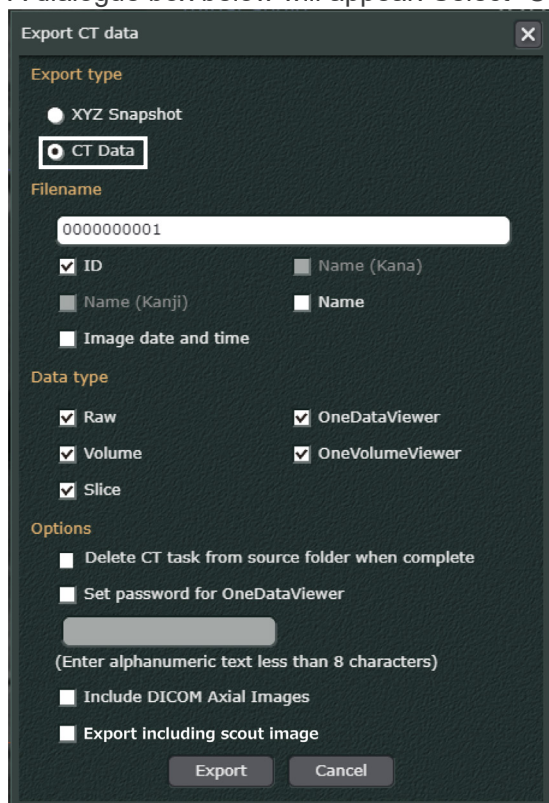 Export CT data
Export type
XYZ Snapshot
CT Data
Filename
0000000001
ID Name (Kana)
Name (Kanji) Name
Image date and time
Data type
Raw OneDataViewer
Volume OneVolumeViewer
Slice
Options
Delete CT task from source folder when complete
Set password for OneDataViewer
(Enter alphanumeric text less than 8 characters)
Include DICOM Axial Images
Export including scout image
Export Cancel